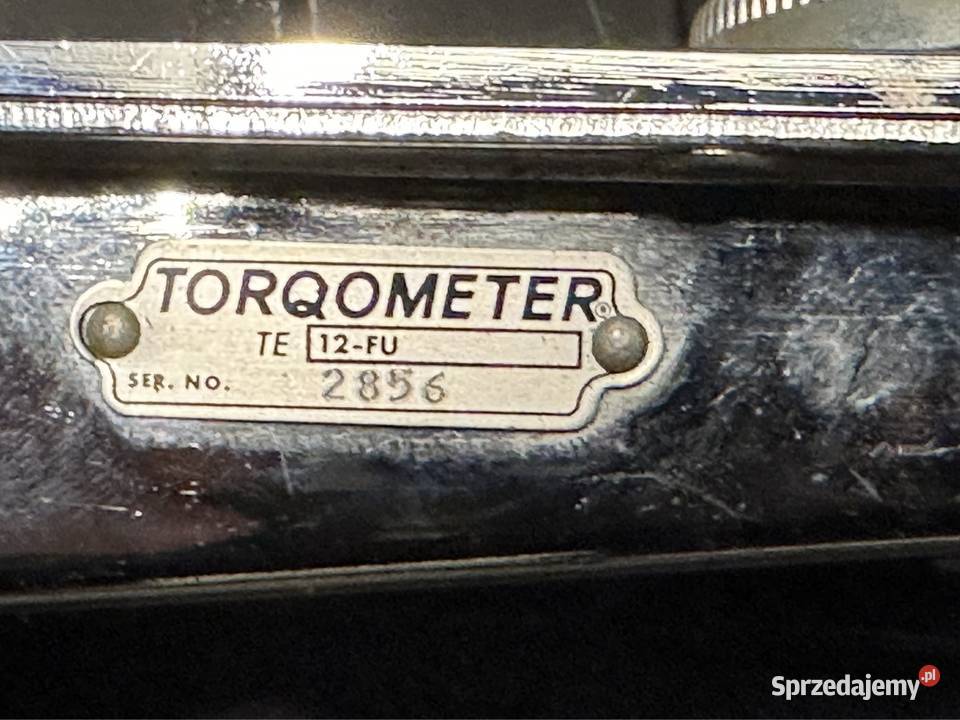 TORQOMETER®
TE 12-FU
SER. NO. 2856
Sprzedajemy.pl